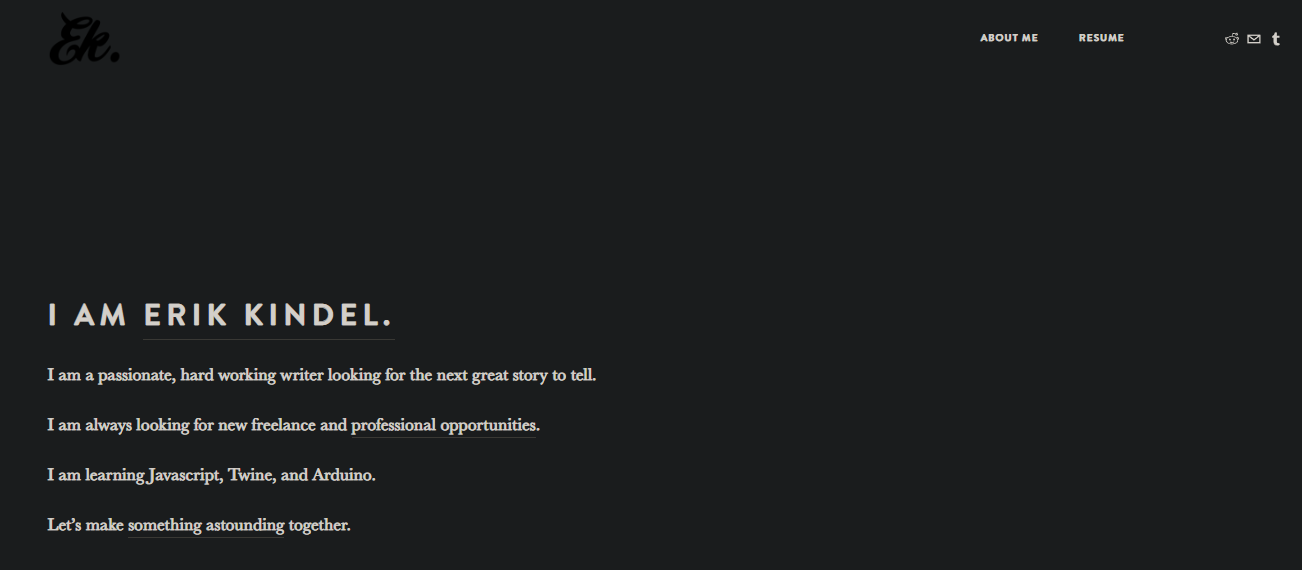 Ek.
ABOUT ME
RESUME
I AM ERIK KINDEL.
I am a passionate, hard working writer looking for the next great story to tell.
I am always looking for new freelance and professional opportunities.
I am learning Javascript, Twine, and Arduino.
Let’s make something astounding together.